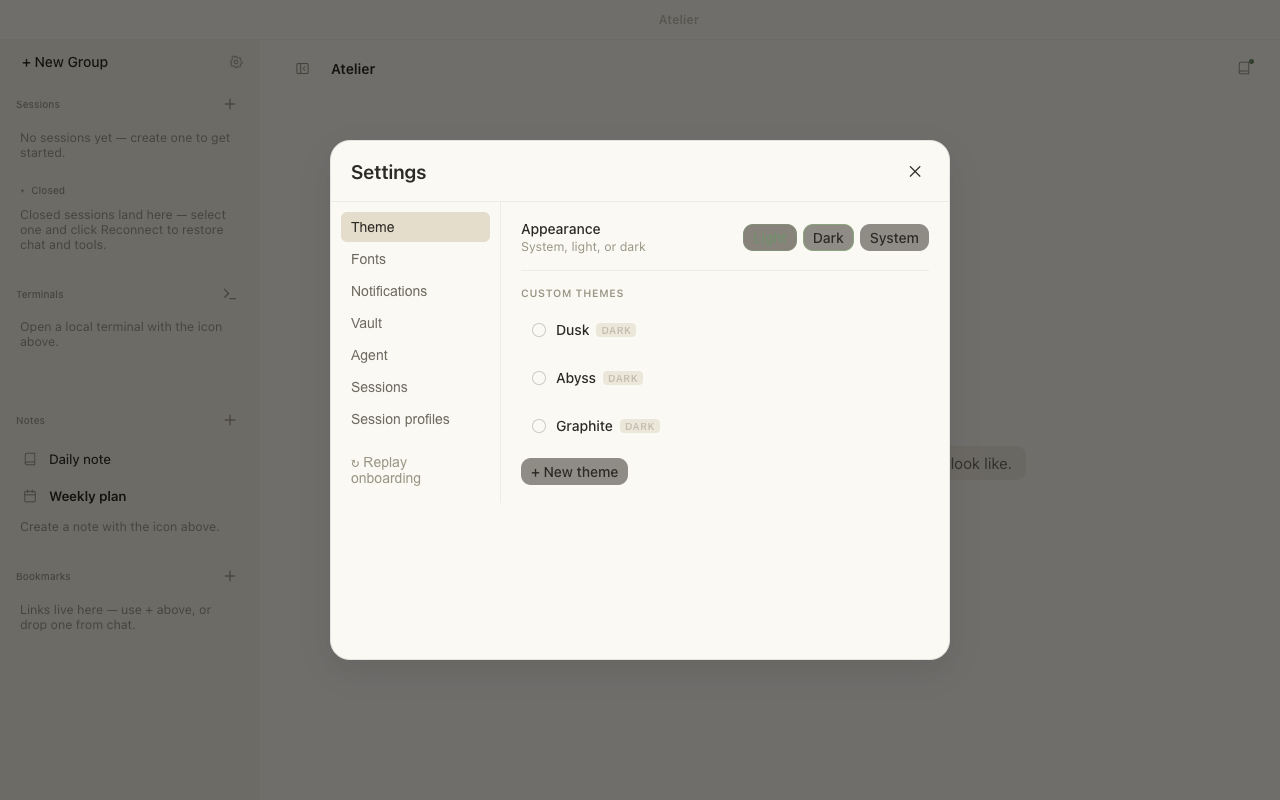 Atelier
+ New Group
Atelier
Sessions
No sessions yet — create one to get
started.
Closed
Closed sessions land here — select
one and click Reconnect to restore
chat and tools.
Terminals
Open a local terminal with the icon
above.
Notes
Daily note
Weekly plan
Create a note with the icon above.
Bookmarks
Links live here — use + above, or
drop one from chat.
look like.
Settings
Theme
Fonts
Notifications
Vault
Agent
Sessions
Session profiles
↻ Replay
onboarding
Appearance
System, light, or dark
Dark
System
CUSTOM THEMES
Dusk DARK
Abyss DARK
Graphite DARK
+ New theme